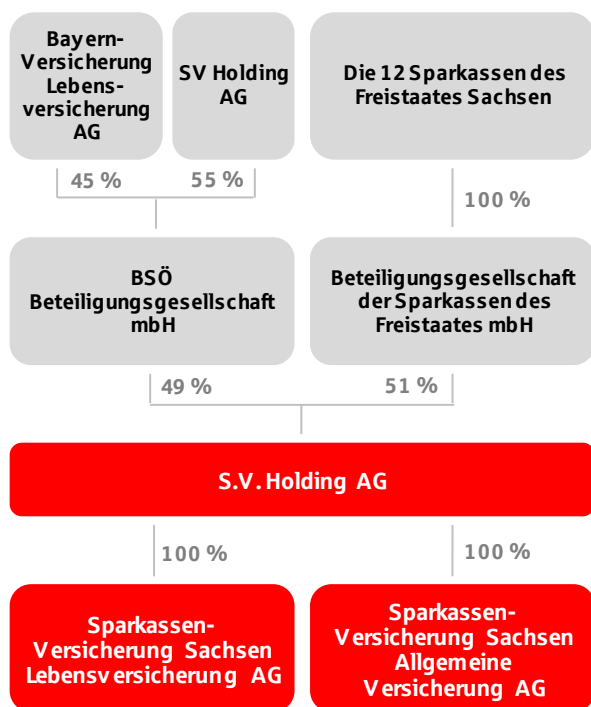 Bayern-
Versicherung
Lebens-
versicherung
AG
SV Holding
AG
Die 12 Sparkassen des
Freistaates Sachsen
45 %
55 %
100 %
BSÖ
Beteiligungsgesellschaft
mbH
Beteiligungsgesellschaft
der Sparkassen des
Freistaates mbH
49 %
51 %
S.V. Holding AG
100 %
100 %
Sparkassen-
Versicherung Sachsen
Lebensversicherung AG
Sparkassen-
Versicherung Sachsen
Allgemeine
Versicherung AG